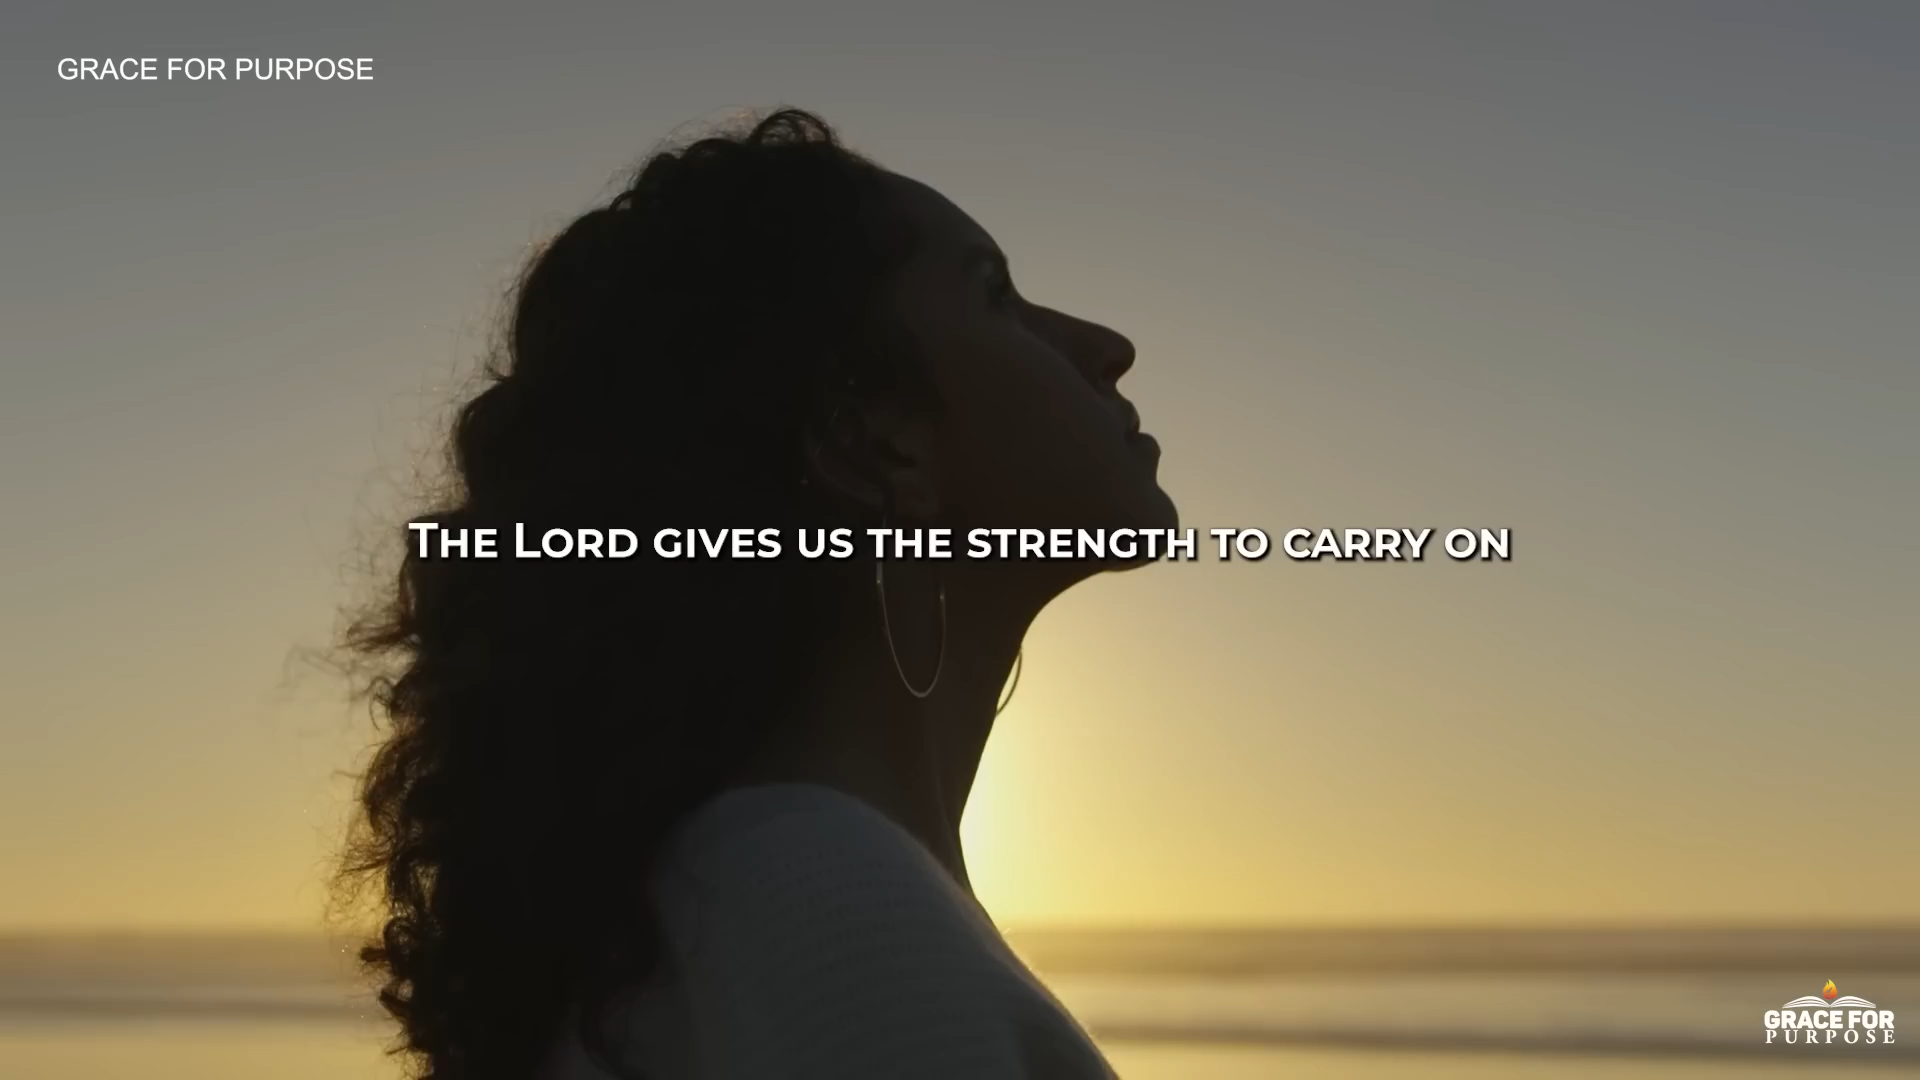 GRACE FOR PURPOSE
The Lord gives us the strength to carry on
GRACE FOR
PURPOSE